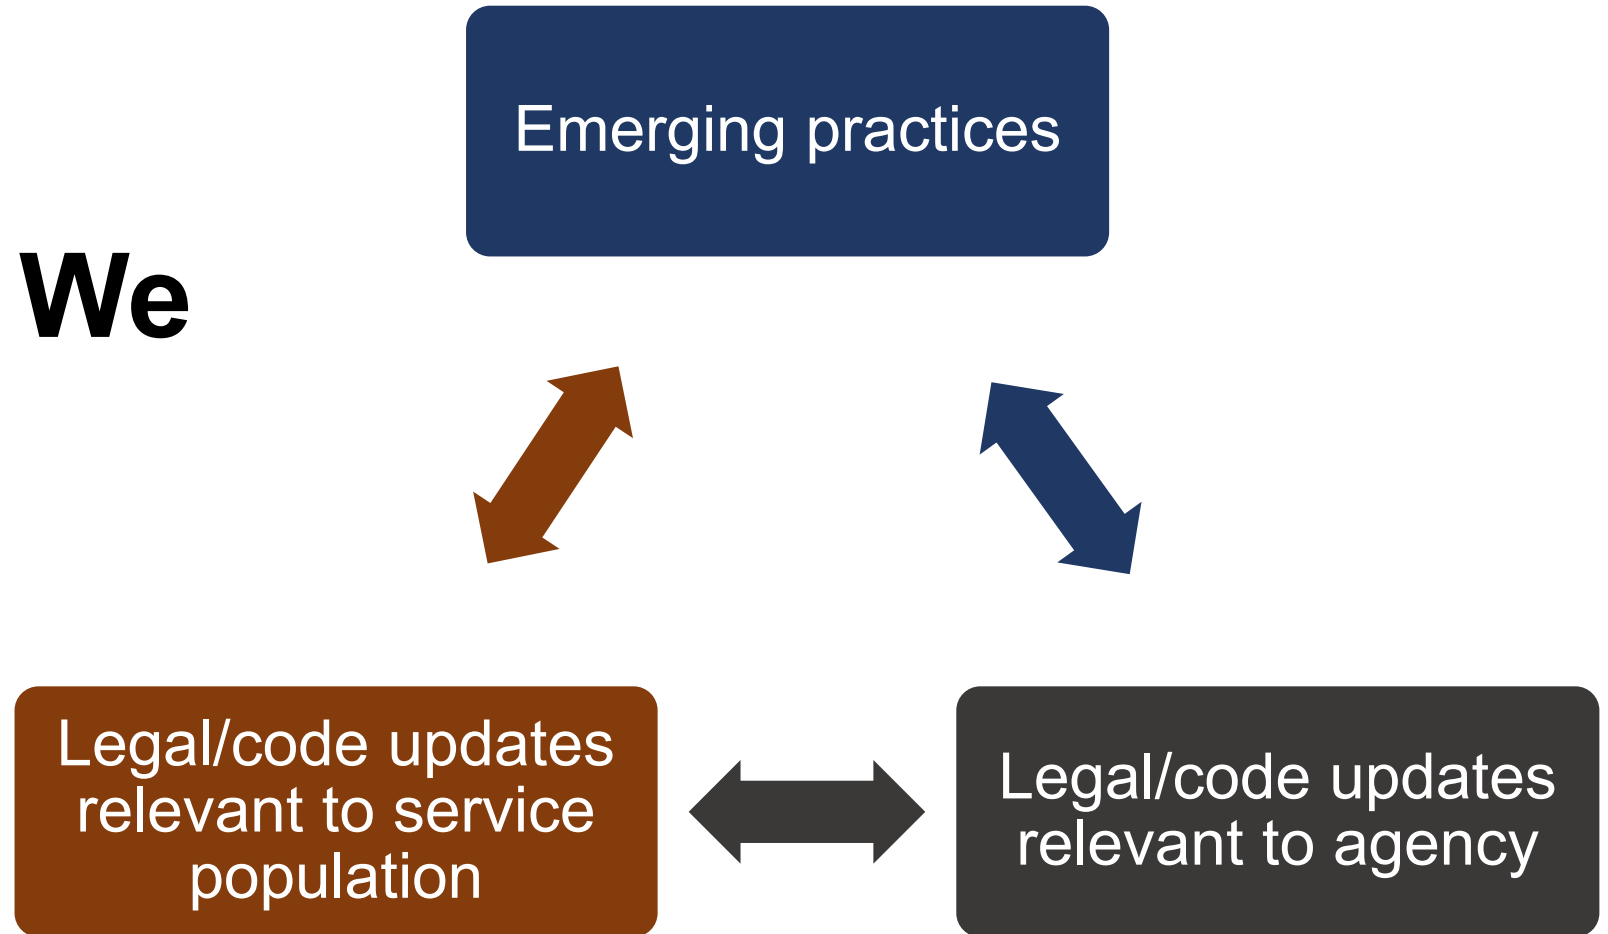 Emerging practices
We
Legal/code updates
relevant to service
population
Legal/code updates
relevant to agency